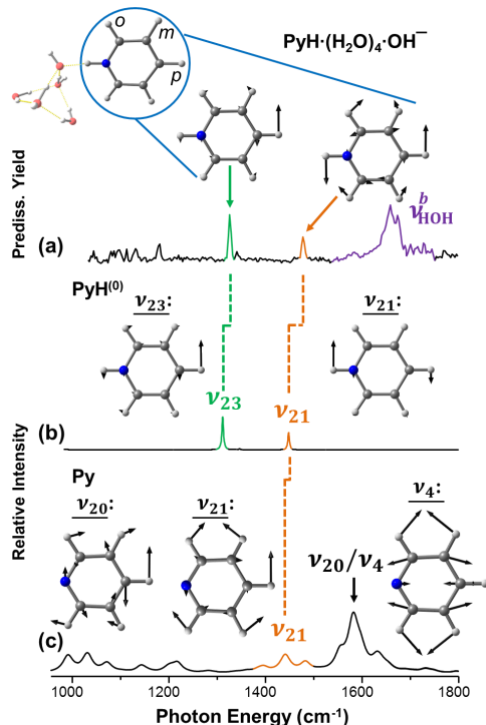 o
m
p
PyH·(H₂O)₄·OH⁻
Prediss. Yield
ν^b_HOH
(a)
PyH⁽⁰⁾
ν₂₃:
ν₂₁:
ν₂₃
ν₂₁
(b)
Relative Intensity
Py
ν₂₀:
ν₂₁:
ν₄:
ν₂₀/ν₄
ν₂₁
(c)
1000 1200 1400 1600 1800
Photon Energy (cm⁻¹)